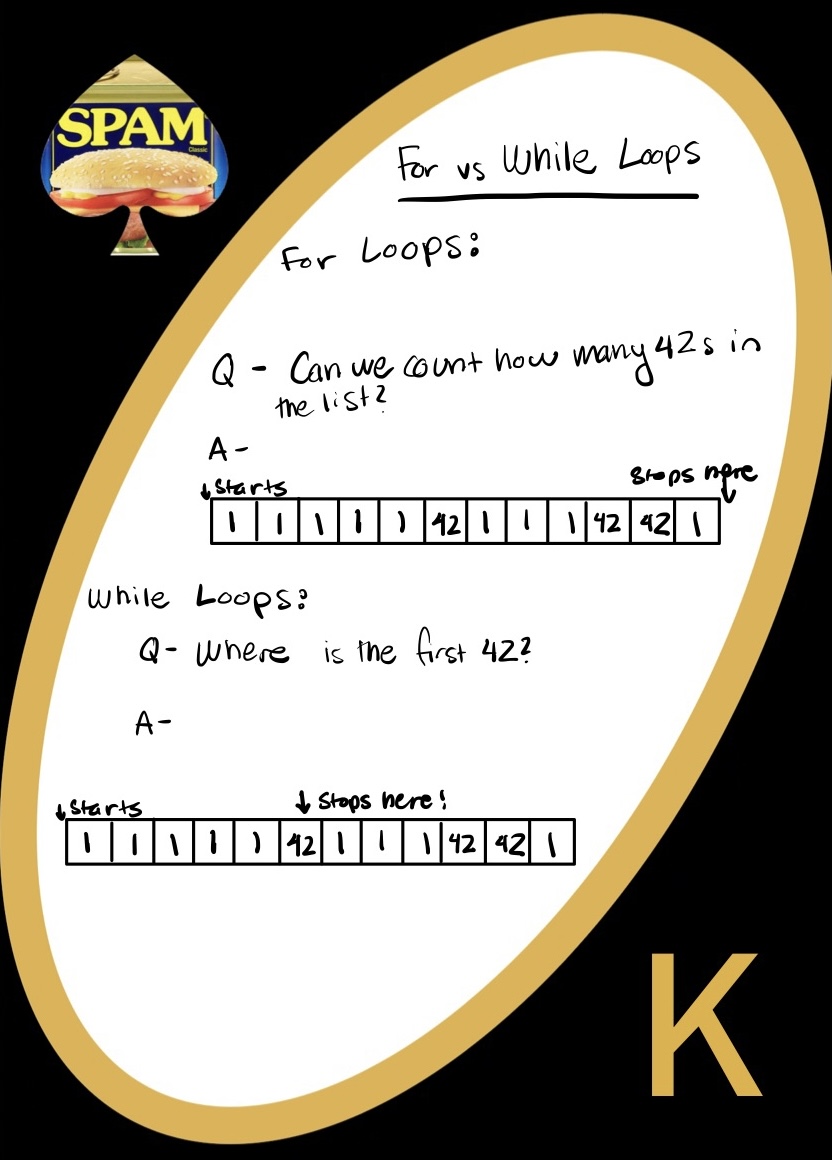 SPAM
Classic
For vs While Loops
For Loops:
Q - Can we count how many 42s in
the list?
A-
↓Starts
Stops here
↓
1 1 1 1 1 42 1 1 1 42 42 1
While Loops:
Q- Where is the first 42?
A-
↓Starts ↓ Stops here!
1 1 1 1 1 42 1 1 1 42 42 1
K